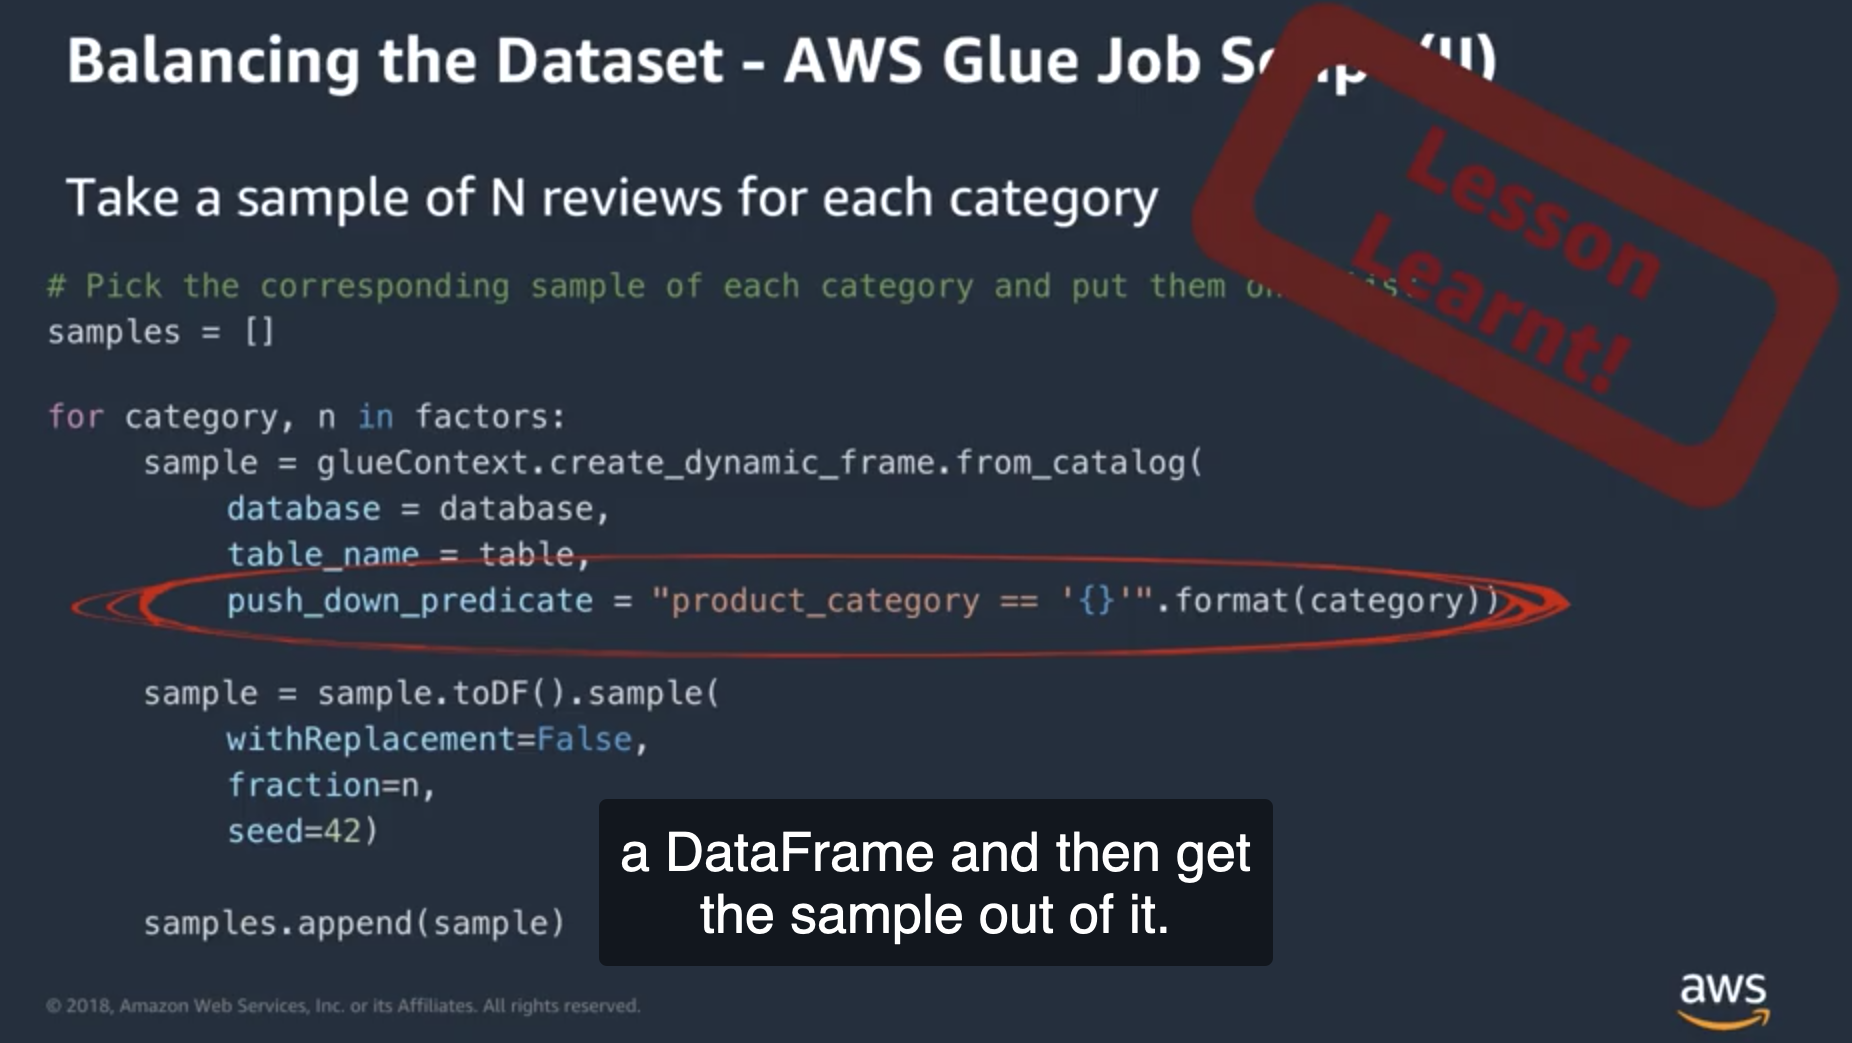 Balancing the Dataset - AWS Glue Job (II)
Take a sample of N reviews for each category
Lesson
Learnt!
# Pick the corresponding sample of each category and put them
samples = []
for category, n in factors:
sample = glueContext.create_dynamic_frame.from_catalog(
database = database,
table_name = table,
push_down_predicate = "product_category == '{}'".format(category))
sample = sample.toDF().sample(
withReplacement=False,
fraction=n,
seed=42)
samples.append(sample)
a DataFrame and then get
the sample out of it.
© 2018, Amazon Web Services, Inc. or its Affiliates. All rights reserved.
aws